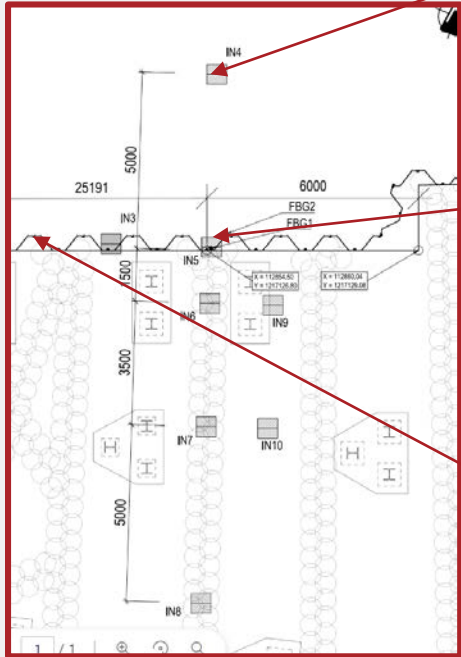 IN4
5000
25191
6000
FBG2
FBG1
IN3
IN5
X = 112854,50
Y = 1217126,80
X = 112860,04
Y = 1217129,08
1500
IN6
IN9
3500
IN7
IN10
5000
IN8
1 / 1